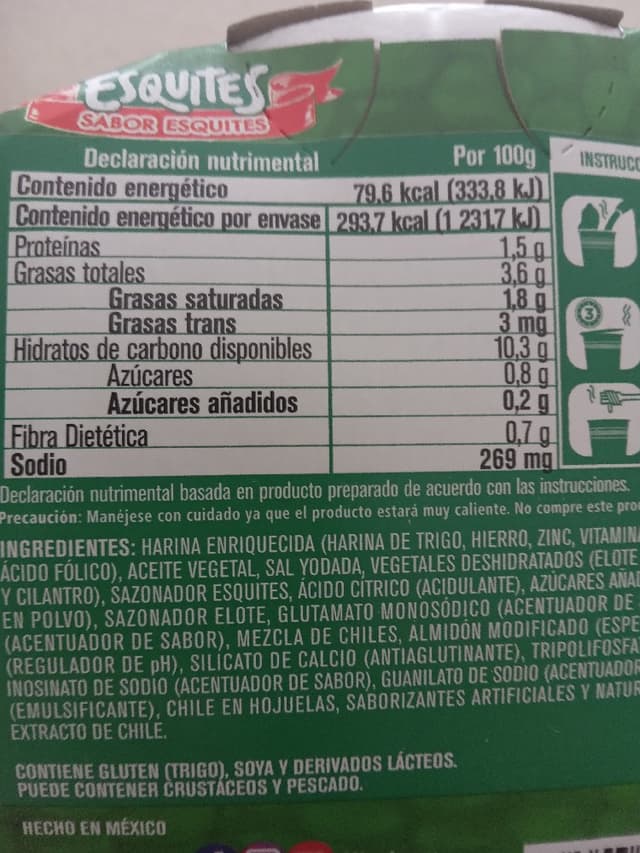 ESQUITES
SABOR ESQUITES
Declaración nutrimental Por 100g
Contenido energético 79,6 kcal (333,8 kJ)
Contenido energético por envase 293,7 kcal (1 231,7 kJ)
Proteínas 1,5 g
Grasas totales 3,6 g
Grasas saturadas 1,8 g
Grasas trans 3 mg
Hidratos de carbono disponibles 10,3 g
Azúcares 0,8 g
Azúcares añadidos 0,2 g
Fibra Dietética 0,7 g
Sodio 269 mg
INSTRUCC
3
Declaración nutrimental basada en producto preparado de acuerdo con las instrucciones.
Precaución: Manéjese con cuidado ya que el producto estará muy caliente. No compre este prod
INGREDIENTES: HARINA ENRIQUECIDA (HARINA DE TRIGO, HIERRO, ZINC, VITAMINA
ÁCIDO FÓLICO), ACEITE VEGETAL, SAL YODADA, VEGETALES DESHIDRATADOS (ELOTE
Y CILANTRO), SAZONADOR ESQUITES, ÁCIDO CÍTRICO (ACIDULANTE), AZÚCARES AÑA
EN POLVO), SAZONADOR ELOTE, GLUTAMATO MONOSÓDICO (ACENTUADOR DE
(ACENTUADOR DE SABOR), MEZCLA DE CHILES, ALMIDÓN MODIFICADO (ESPE
(REGULADOR DE pH), SILICATO DE CALCIO (ANTIAGLUTINANTE), TRIPOLIFOSFA
INOSINATO DE SODIO (ACENTUADOR DE SABOR), GUANILATO DE SODIO (ACENTUADOR
(EMULSIFICANTE), CHILE EN HOJUELAS, SABORIZANTES ARTIFICIALES Y NATUR
EXTRACTO DE CHILE.
CONTIENE GLUTEN (TRIGO), SOYA Y DERIVADOS LÁCTEOS.
PUEDE CONTENER CRUSTÁCEOS Y PESCADO.
HECHO EN MÉXICO